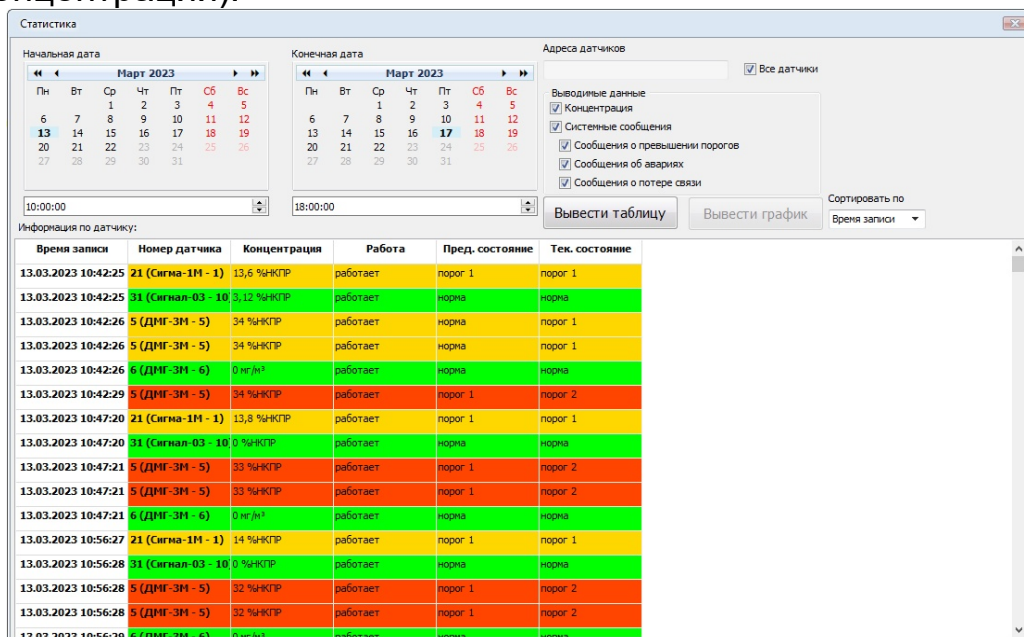 онцентрация).
Статистика
Начальная дата
Март 2023
Пн Вт Ср Чт Пт Сб Вс
1 2 3 4 5
6 7 8 9 10 11 12
13 14 15 16 17 18 19
20 21 22 23 24 25 26
27 28 29 30 31
10:00:00
Конечная дата
Март 2023
Пн Вт Ср Чт Пт Сб Вс
1 2 3 4 5
6 7 8 9 10 11 12
13 14 15 16 17 18 19
20 21 22 23 24 25 26
27 28 29 30 31
18:00:00
Адреса датчиков
Все датчики
Выводимые данные
Концентрация
Системные сообщения
Сообщения о превышении порогов
Сообщения об авариях
Сообщения о потере связи
Вывести таблицу
Вывести график
Сортировать по
Время записи
Информация по датчику:
Время записи Номер датчика Концентрация Работа Пред. состояние Тек. состояние
13.03.2023 10:42:25 21 (Сигма-1М - 1) 13,6 %НКПР работает порог 1 порог 1
13.03.2023 10:42:25 31 (Сигнал-03 - 10) 3,12 %НКПР работает норма норма
13.03.2023 10:42:26 5 (ДМГ-3М - 5) 34 %НКПР работает норма порог 1
13.03.2023 10:42:26 5 (ДМГ-3М - 5) 34 %НКПР работает норма порог 1
13.03.2023 10:42:26 6 (ДМГ-3М - 6) 0 мг/м³ работает норма норма
13.03.2023 10:42:29 5 (ДМГ-3М - 5) 34 %НКПР работает порог 1 порог 2
13.03.2023 10:47:20 21 (Сигма-1М - 1) 13,8 %НКПР работает порог 1 порог 1
13.03.2023 10:47:20 31 (Сигнал-03 - 10) 0 %НКПР работает норма норма
13.03.2023 10:47:21 5 (ДМГ-3М - 5) 33 %НКПР работает порог 1 порог 2
13.03.2023 10:47:21 5 (ДМГ-3М - 5) 33 %НКПР работает порог 1 порог 2
13.03.2023 10:47:21 6 (ДМГ-3М - 6) 0 мг/м³ работает норма норма
13.03.2023 10:56:27 21 (Сигма-1М - 1) 14 %НКПР работает порог 1 порог 1
13.03.2023 10:56:28 31 (Сигнал-03 - 10) 0 %НКПР работает норма норма
13.03.2023 10:56:28 5 (ДМГ-3М - 5) 32 %НКПР работает порог 1 порог 2
13.03.2023 10:56:28 5 (ДМГ-3М - 5) 32 %НКПР работает порог 1 порог 2
13.03.2023 10:56:29 6 (ДМГ-3М - 6) 0 мг/м³ работает норма норма